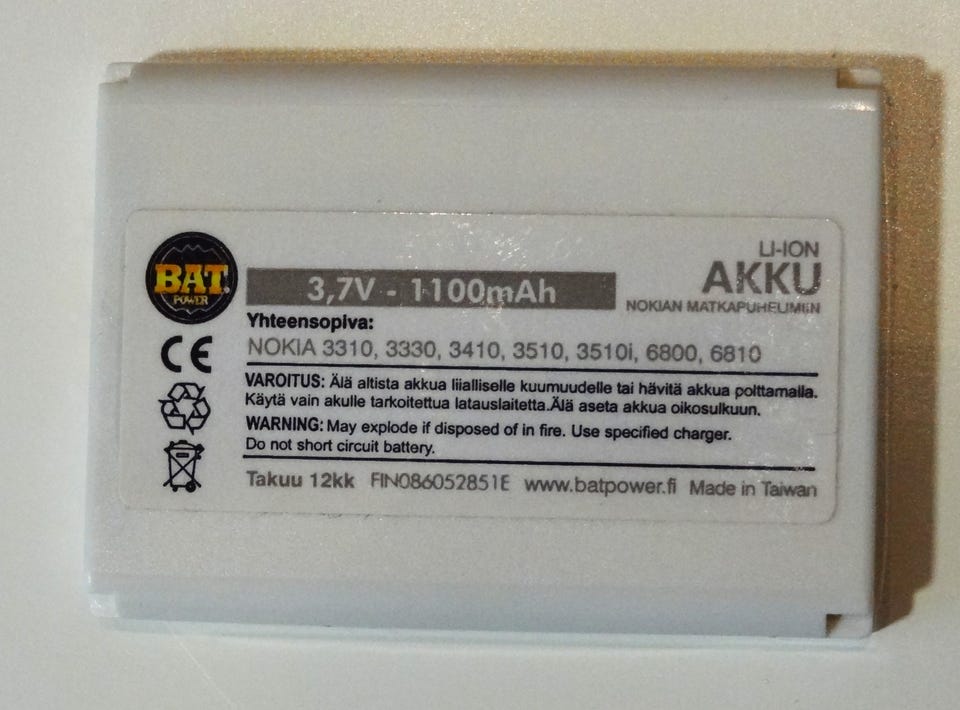 BAT
POWER
3,7V - 1100mAh
LI-ION
AKKU
NOKIAN MATKAPUHELIMIIN
Yhteensopiva:
NOKIA 3310, 3330, 3410, 3510, 3510i, 6800, 6810
VAROITUS: Älä altista akkua liialliselle kuumuudelle tai hävitä akkua polttamalla.
Käytä vain akulle tarkoitettua latauslaitetta.Älä aseta akkua oikosulkuun.
WARNING: May explode if disposed of in fire. Use specified charger.
Do not short circuit battery.
Takuu 12kk FIN086052851E www.batpower.fi Made in Taiwan
CE